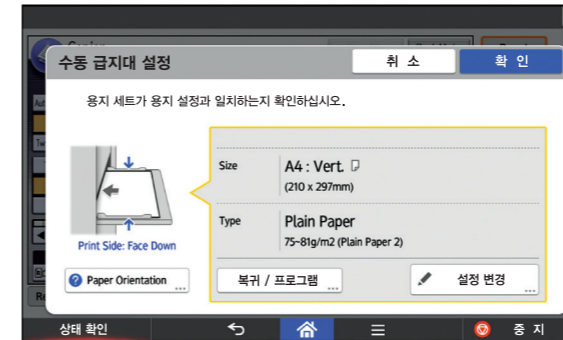 수동 급지대 설정
취 소
확 인
용지 세트가 용지 설정과 일치하는지 확인하십시오.
Size
A4 : Vert.
(210 x 297mm)
Type
Plain Paper
75~81g/m2 (Plain Paper 2)
Print Side: Face Down
Paper Orientation
...
복귀 / 프로그램
...
설정 변경
...
상태 확인
중 지